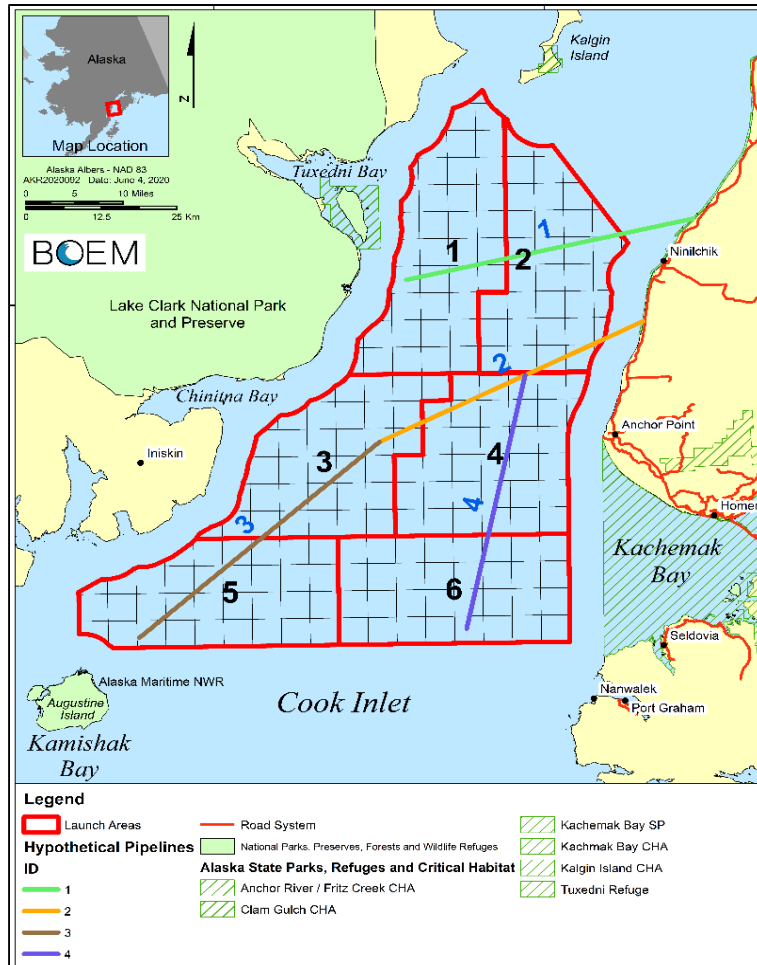 Alaska
Map Location
Alaska Albers - NAD 83
AKR2020092 Date: June 4, 2020
0 5 10 Miles
0 12.5 25 Km
BOEM
N
Kalgin
Island
Tuxedni Bay
1
1
2
Ninilchik
Lake Clark National Park
and Preserve
2
Chinitna Bay
Anchor Point
Iniskin
3
4
4
3
Homer
Kachemak
Bay
5
6
Seldovia
Alaska Maritime NWR
Augustine
Island
Nanwalek
Port Graham
Cook Inlet
Kamishak
Bay
Legend
Launch Areas
Hypothetical Pipelines
ID
1
2
3
4
Road System
National Parks, Preserves, Forests and Wildlife Refuges
Alaska State Parks, Refuges and Critical Habitat
Anchor River / Fritz Creek CHA
Clam Gulch CHA
Kachemak Bay SP
Kachmak Bay CHA
Kalgin Island CHA
Tuxedni Refuge